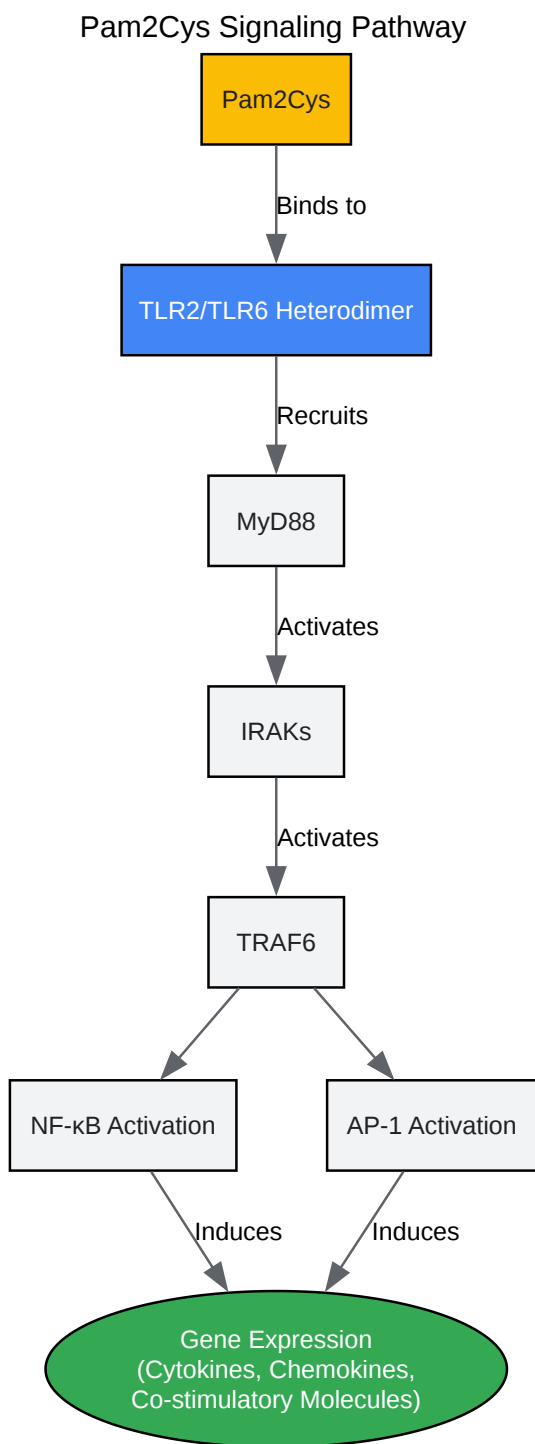 Pam2Cys Signaling Pathway
Pam2Cys
Binds to
TLR2/TLR6 Heterodimer
Recruits
MyD88
Activates
IRAKs
Activates
TRAF6
NF-κB Activation
AP-1 Activation
Induces
Induces
Gene Expression
(Cytokines, Chemokines,
Co-stimulatory Molecules)